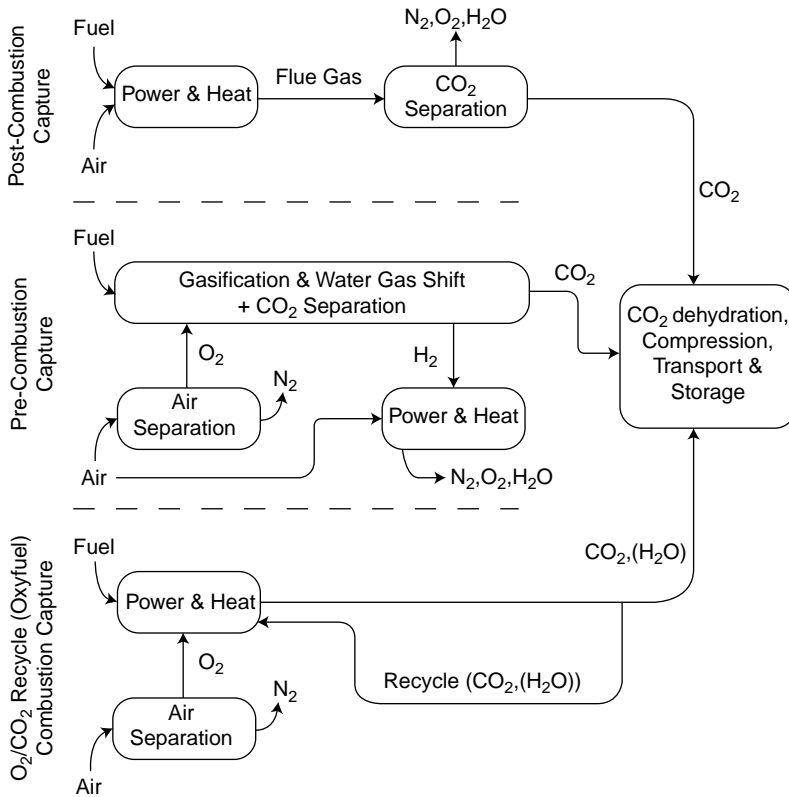 Post-Combustion
Capture
Fuel
Air
Power & Heat
Flue Gas
CO₂
Separation
N₂,O₂,H₂O
CO₂
Pre-Combustion
Capture
Fuel
Gasification & Water Gas Shift
+ CO₂ Separation
CO₂
O₂
H₂
N₂
Air
Separation
Power & Heat
Air
N₂,O₂,H₂O
CO₂ dehydration,
Compression,
Transport &
Storage
O₂/CO₂ Recycle (Oxyfuel)
Combustion Capture
Fuel
Power & Heat
CO₂,(H₂O)
O₂
Recycle (CO₂,(H₂O))
N₂
Air
Separation
Air